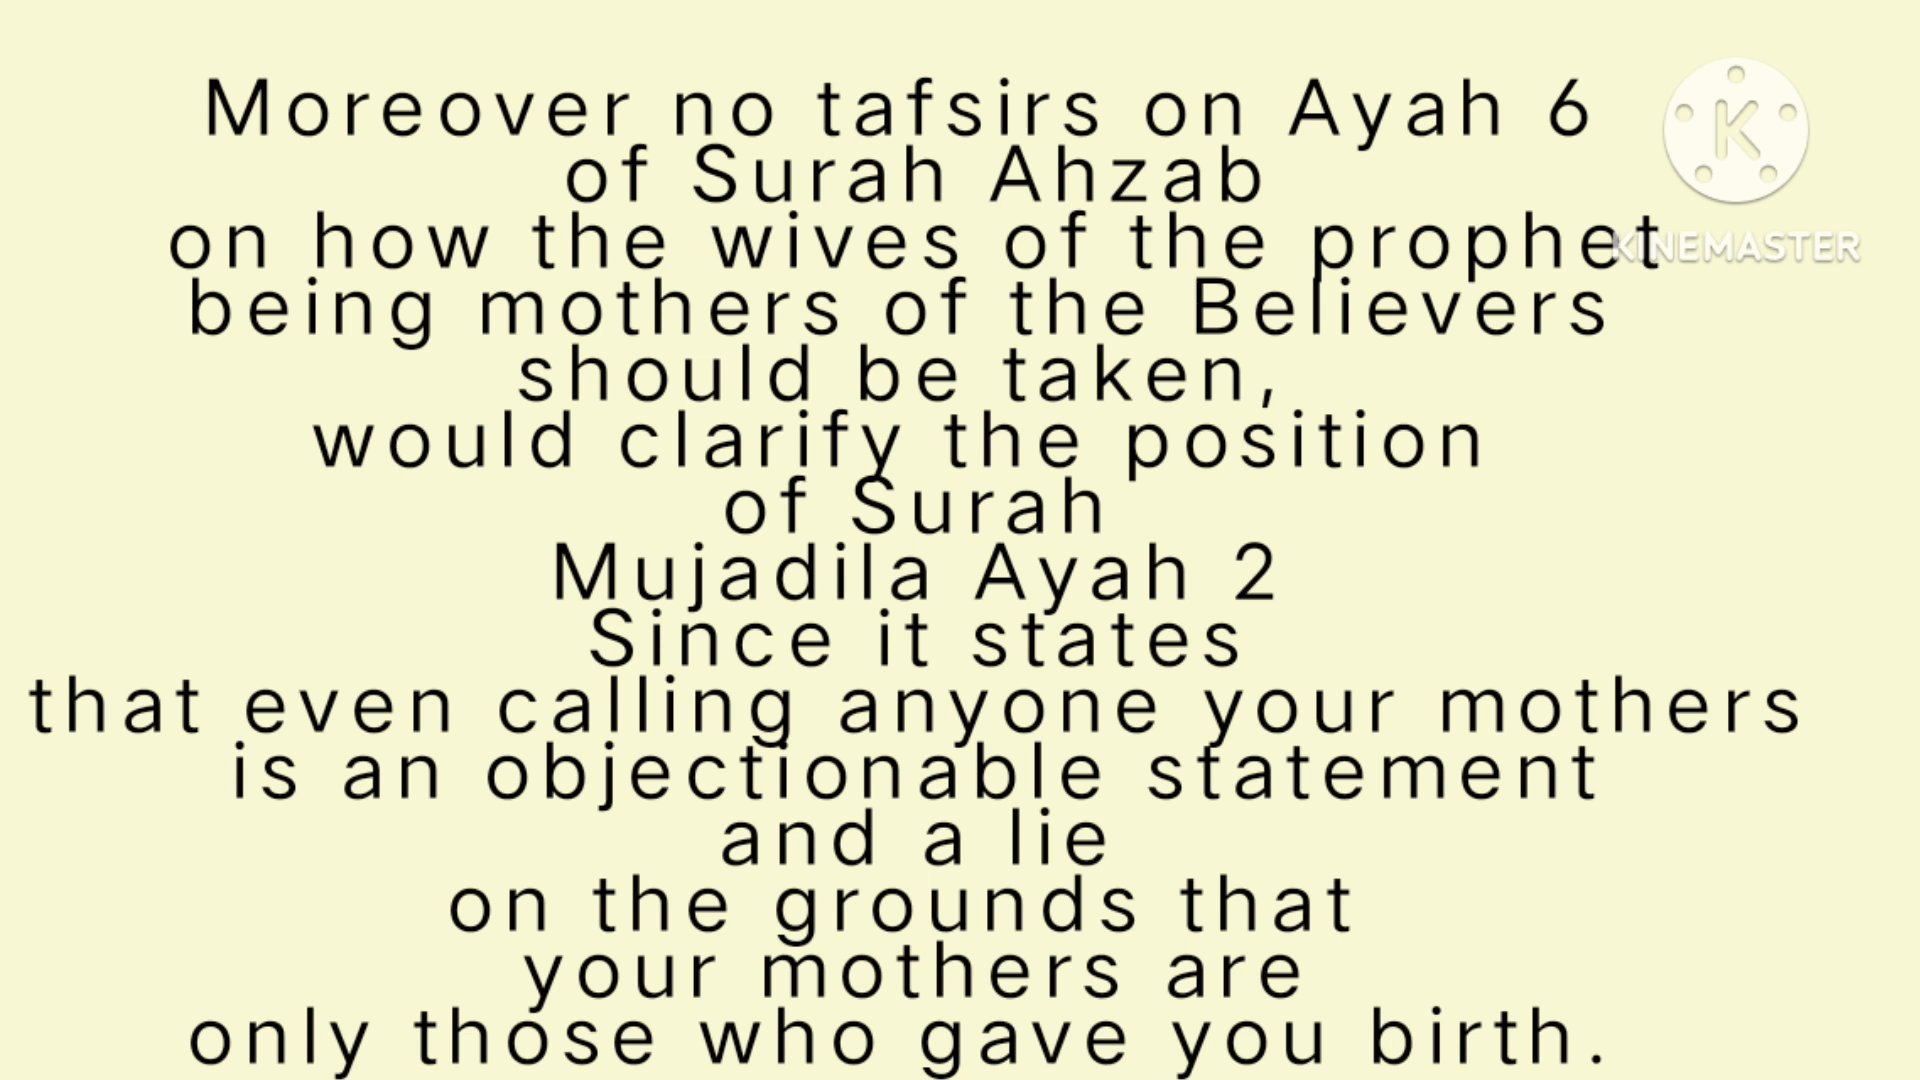 Moreover no tafsirs on Ayah 6
of Surah Ahzab
on how the wives of the prophet
being mothers of the Believers
should be taken,
would clarify the position
of Surah
Mujadila Ayah 2
Since it states
that even calling anyone your mothers
is an objectionable statement
and a lie
on the grounds that
your mothers are
only those who gave you birth.
K
KINEMASTER